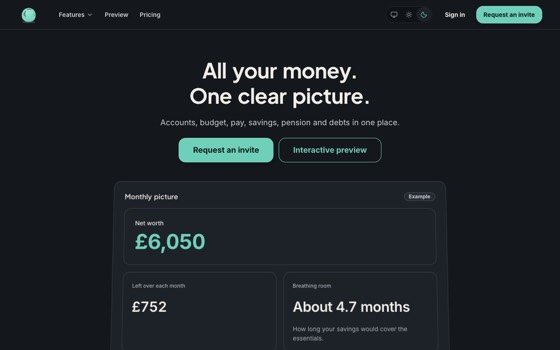 Features
Preview
Pricing
Sign in
Request an invite
All your money.
One clear picture.
Accounts, budget, pay, savings, pension and debts in one place.
Request an invite
Interactive preview
Monthly picture
Example
Net worth
£6,050
Left over each month
£752
Breathing room
About 4.7 months
How long your savings would cover the
essentials.